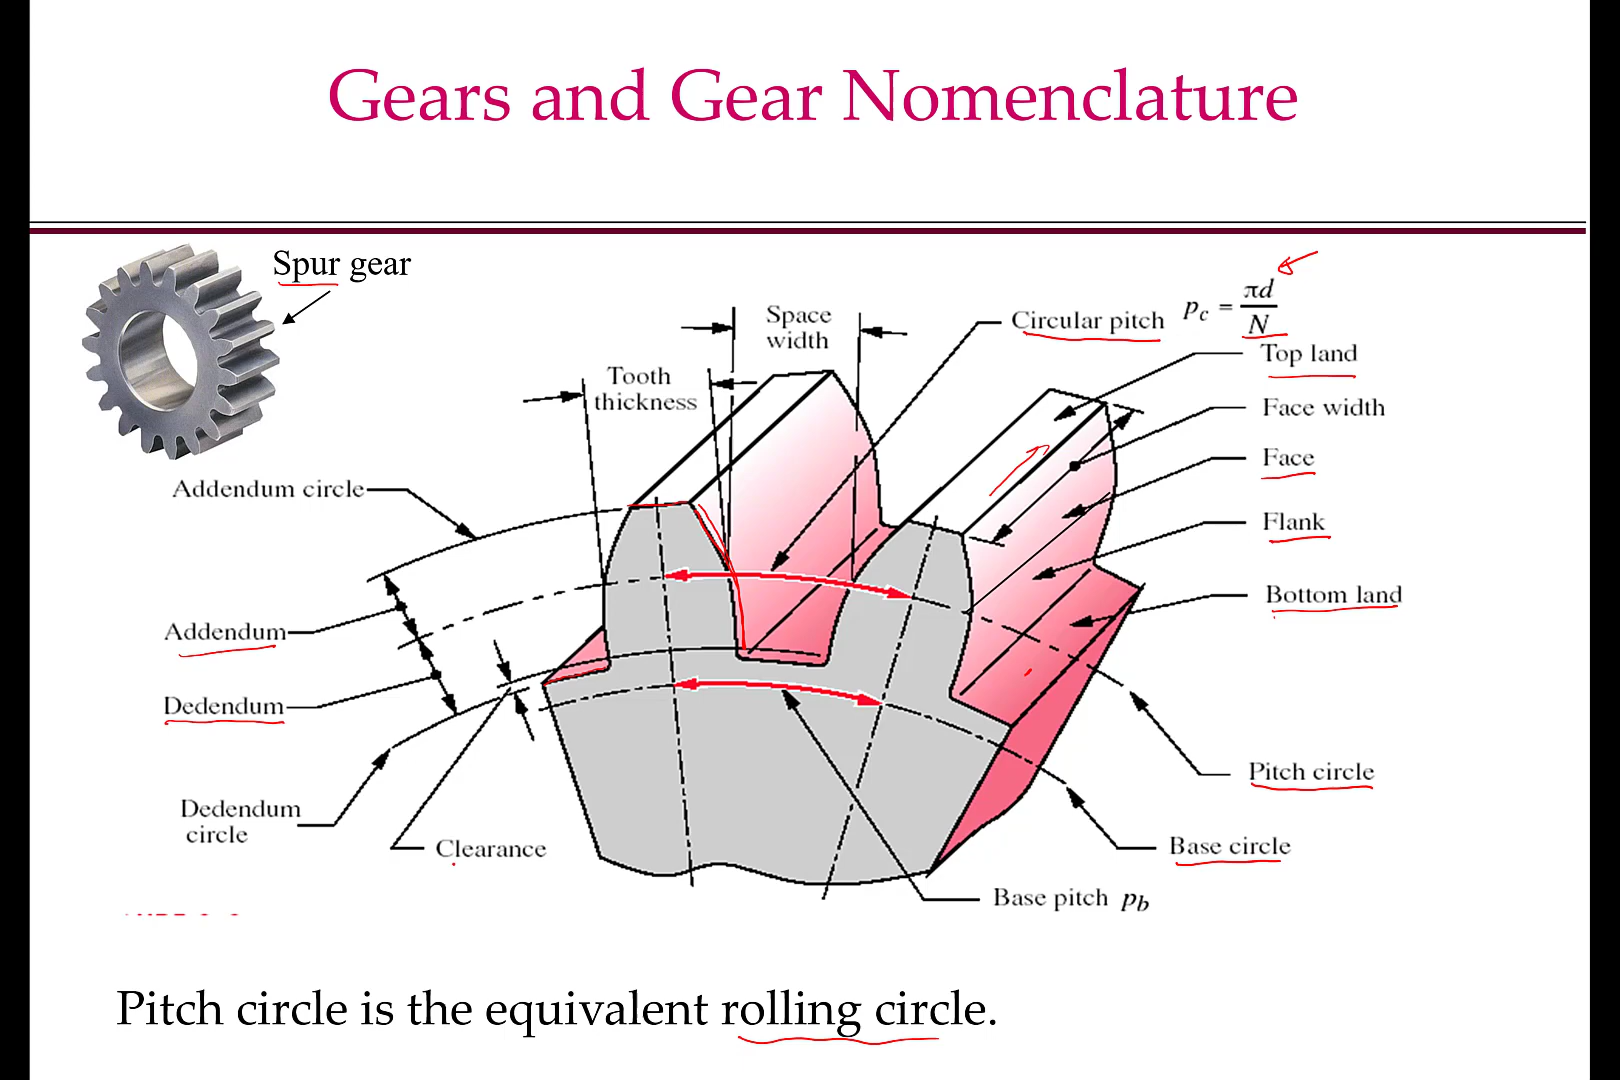 Gears and Gear Nomenclature
Spur gear
Space
width
Circular pitch p_c = πd/N
Top land
Tooth
thickness
Face width
Face
Addendum circle
Flank
Bottom land
Addendum
Dedendum
Pitch circle
Dedendum
circle
Clearance
Base circle
Base pitch p_b
Pitch circle is the equivalent rolling circle.